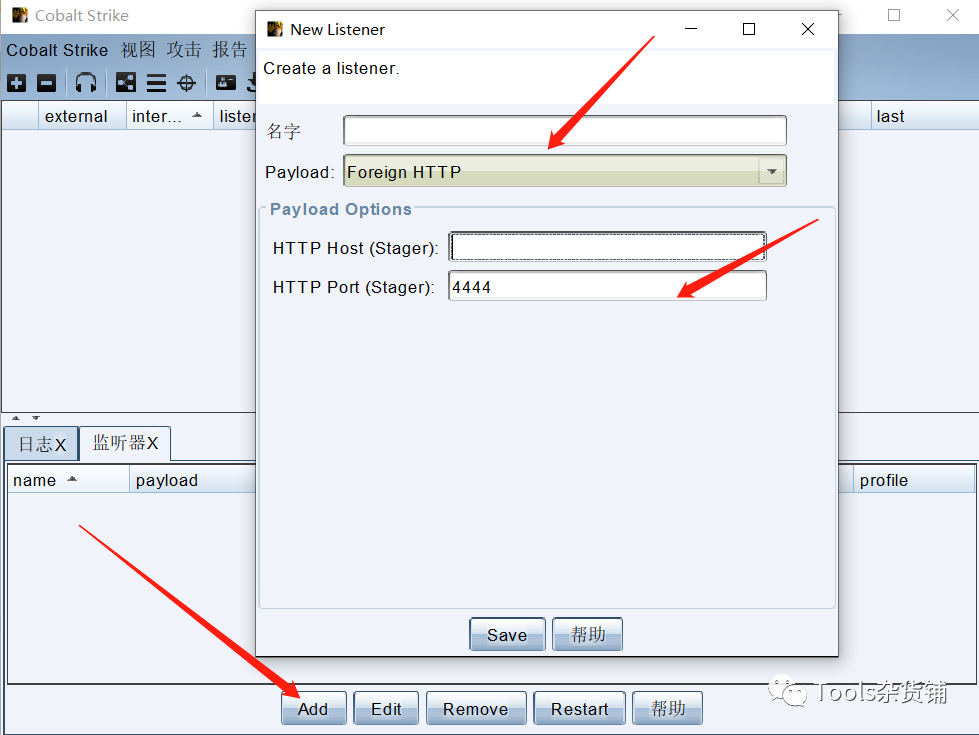 Cobalt Strike
New Listener
Cobalt Strike 视图 攻击 报告
Create a listener.
external inter... listen last
名字
Payload: Foreign HTTP
Payload Options
HTTP Host (Stager):
HTTP Port (Stager): 4444
日志X 监听器X
name payload profile
Save 帮助
Add Edit Remove Restart 帮助
Tools杂货铺